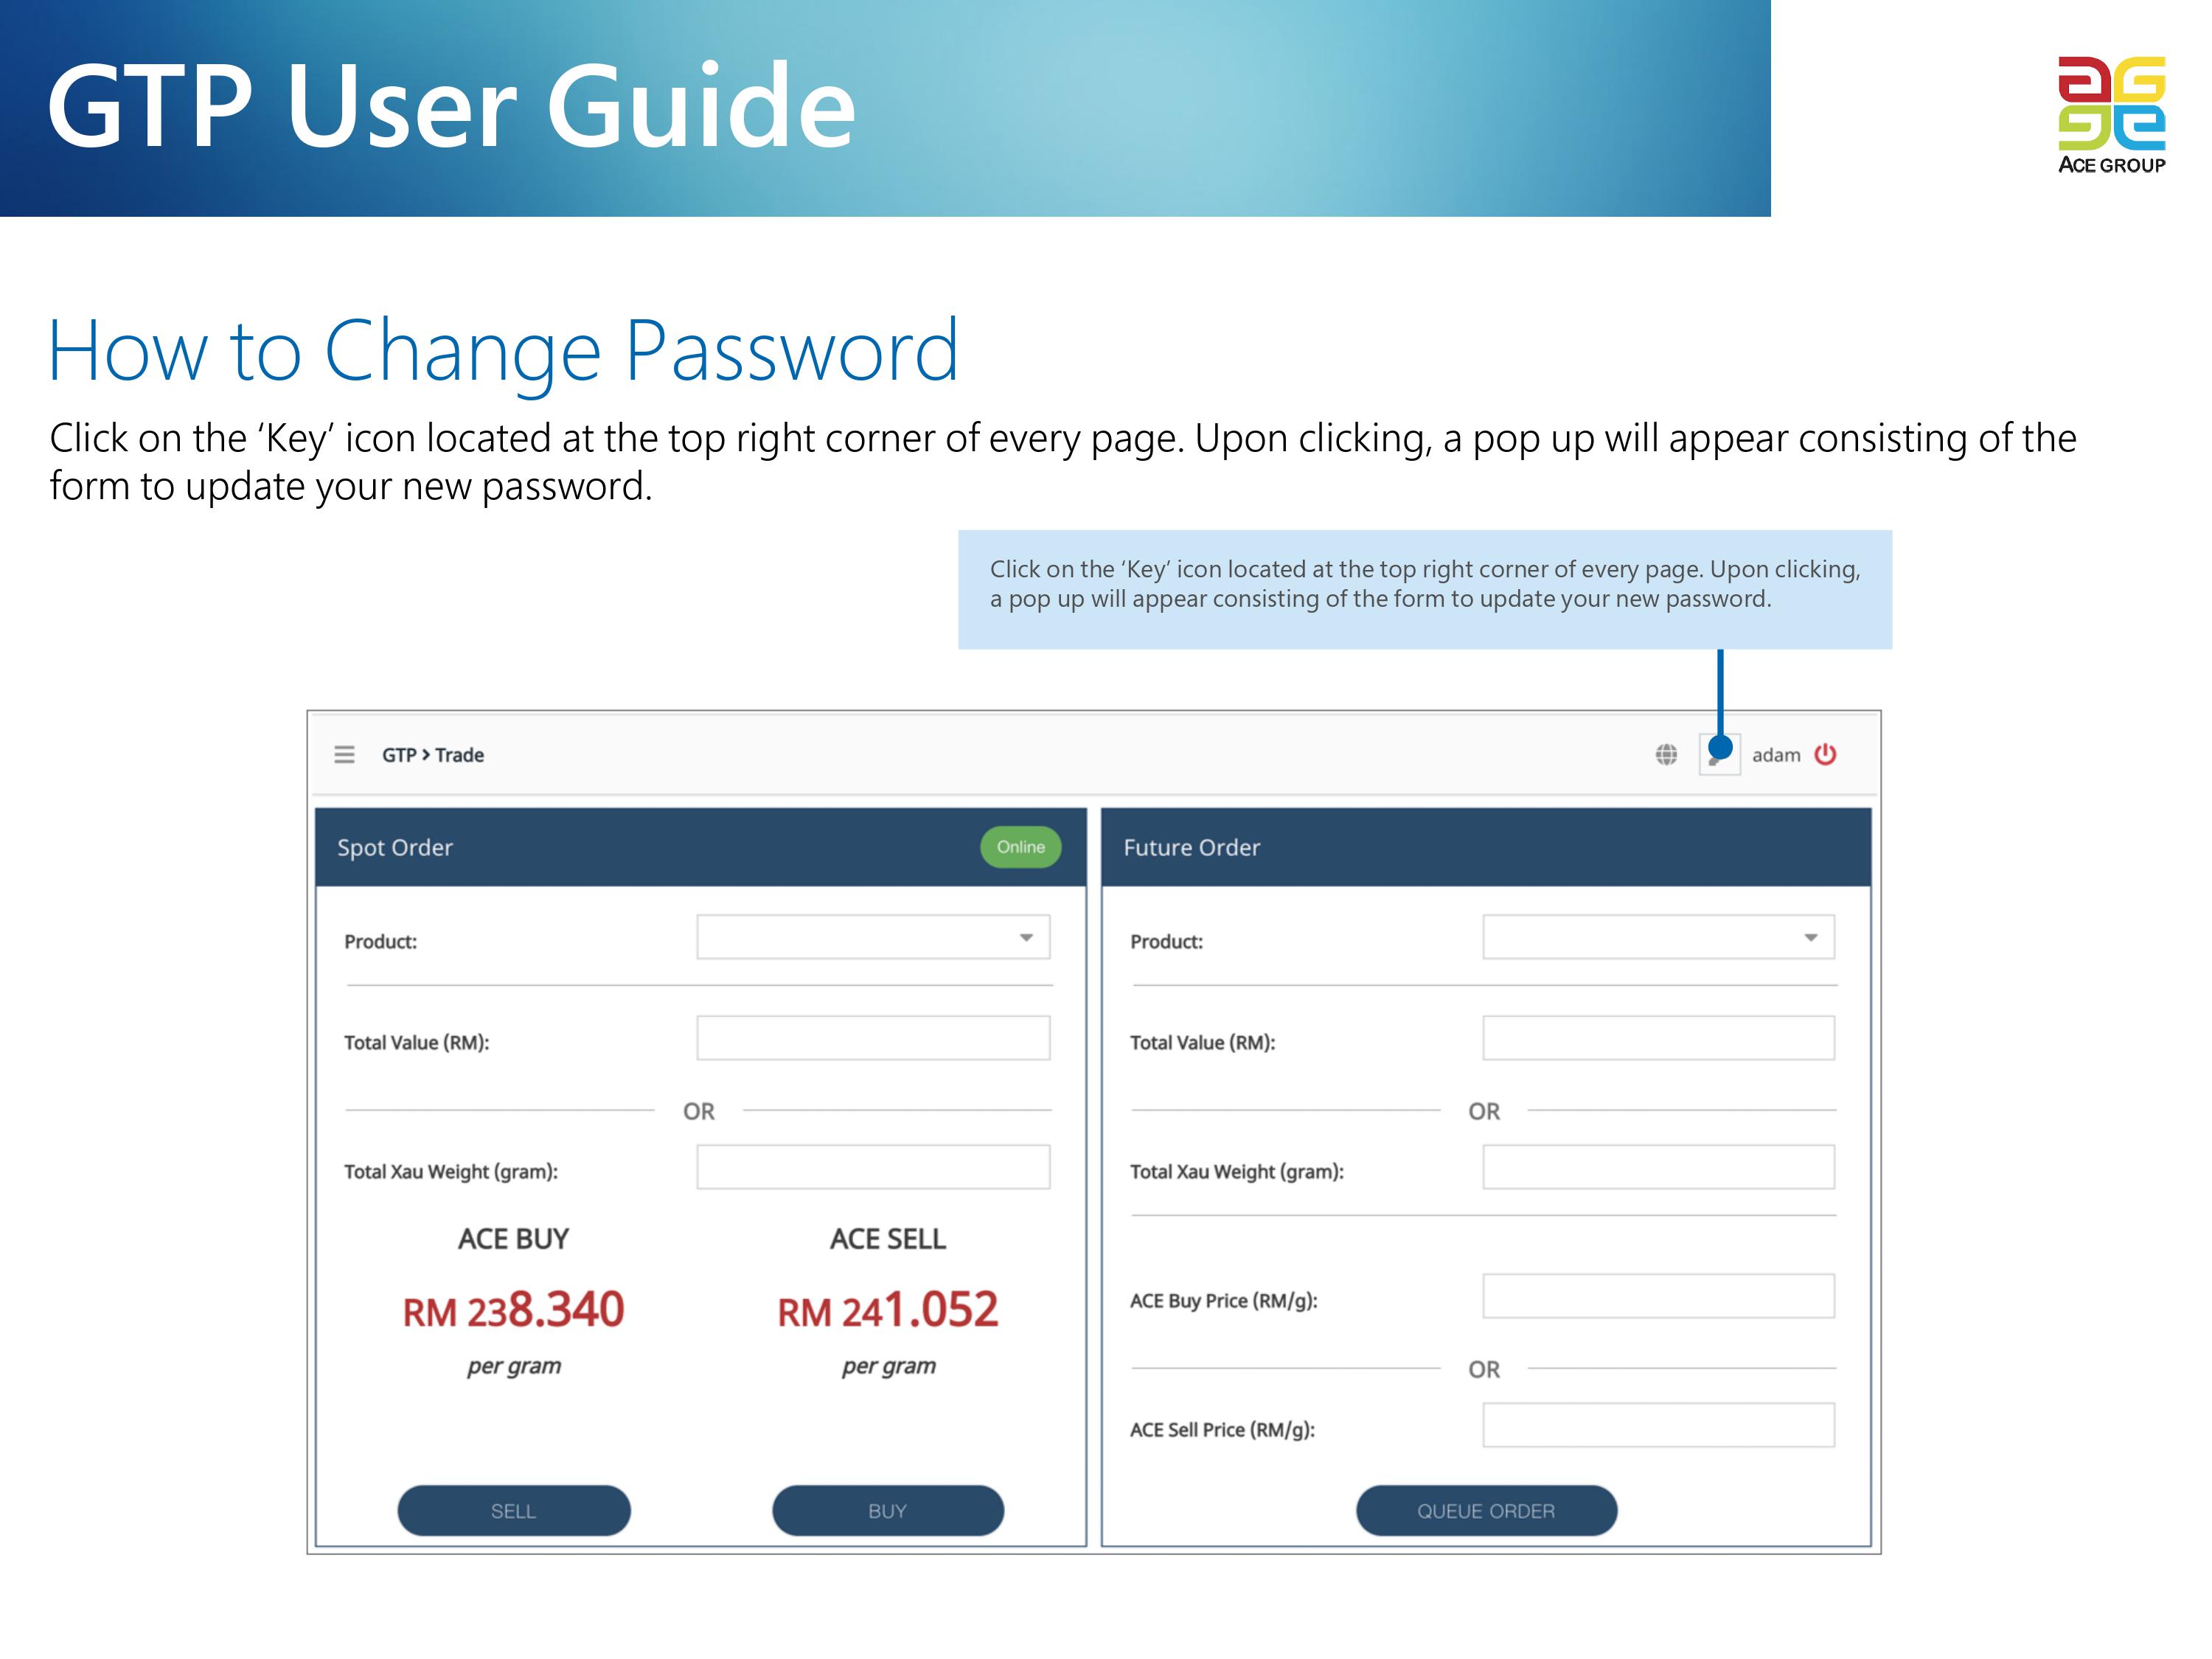 GTP User Guide
ACE GROUP
How to Change Password
Click on the ‘Key’ icon located at the top right corner of every page. Upon clicking, a pop up will appear consisting of the
form to update your new password.
Click on the ‘Key’ icon located at the top right corner of every page. Upon clicking,
a pop up will appear consisting of the form to update your new password.
GTP > Trade
adam
Spot Order
Online
Product:
Total Value (RM):
OR
Total Xau Weight (gram):
ACE BUY
ACE SELL
RM 238.340
RM 241.052
per gram
per gram
SELL
BUY
Future Order
Product:
Total Value (RM):
OR
Total Xau Weight (gram):
ACE Buy Price (RM/g):
OR
ACE Sell Price (RM/g):
QUEUE ORDER